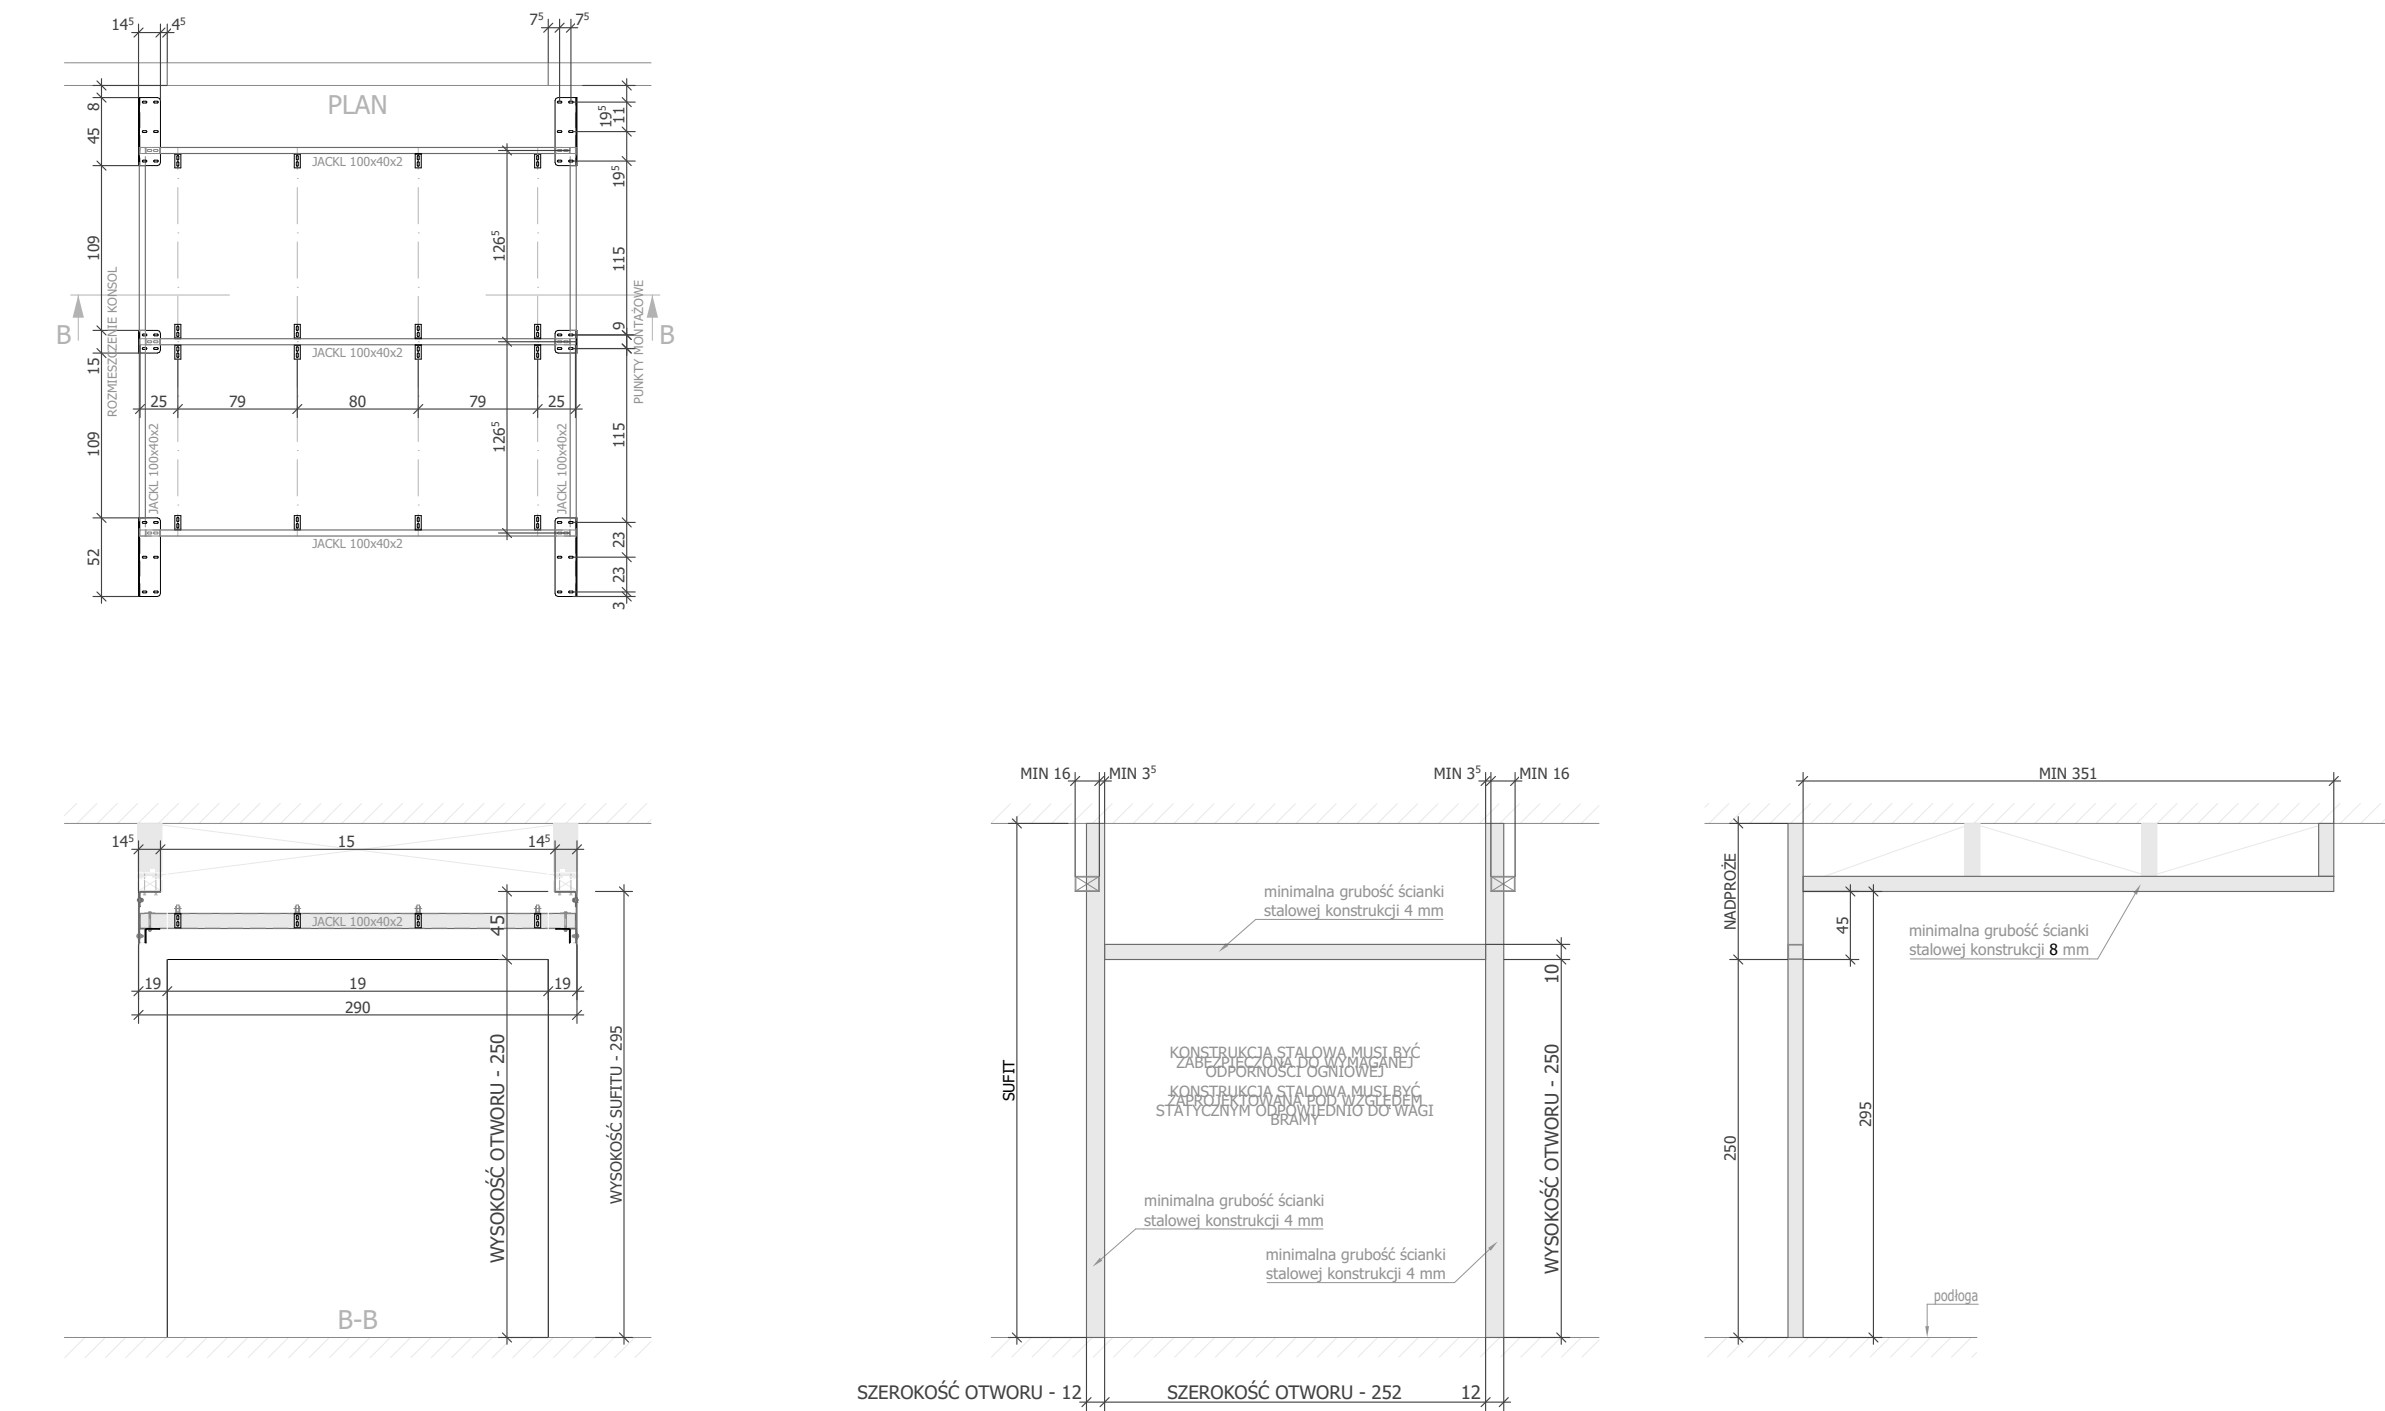 14⁵ 4⁵ 7⁵ 7⁵
PLAN
8
45
109
15
109
52
ROZMIESZCZENIE KONSOL
JACKL 100x40x2
JACKL 100x40x2
JACKL 100x40x2
JACKL 100x40x2
JACKL 100x40x2
126⁵
126⁵
25 79 80 79 25
19⁵
11
19⁵
115
9
115
23
23
3
PUNKTY MONTAŻOWE
B B
14⁵ 15 14⁵
JACKL 100x40x2
45
19 19 19
290
WYSOKOŚĆ OTWORU - 250
WYSOKOŚĆ SUFITU - 295
B-B
MIN 16 MIN 3⁵ MIN 3⁵ MIN 16
SUFIT
minimalna grubość ścianki
stalowej konstrukcji 4 mm
10
WYSOKOŚĆ OTWORU - 250
KONSTRUKCJA STALOWA MUSI BYĆ
ZABEZPIECZONA DO WYMAGANEJ
ODPORNOŚCI OGNIOWEJ
KONSTRUKCJA STALOWA MUSI BYĆ
ZAPROJEKTOWANA POD WZGLĘDEM
STATYCZNYM ODPOWIEDNIO DO WAGI
BRAMY
minimalna grubość ścianki
stalowej konstrukcji 4 mm
minimalna grubość ścianki
stalowej konstrukcji 4 mm
SZEROKOŚĆ OTWORU - 12 SZEROKOŚĆ OTWORU - 252 12
MIN 351
NADPROŻE
45
minimalna grubość ścianki
stalowej konstrukcji 8 mm
250
295
podłoga